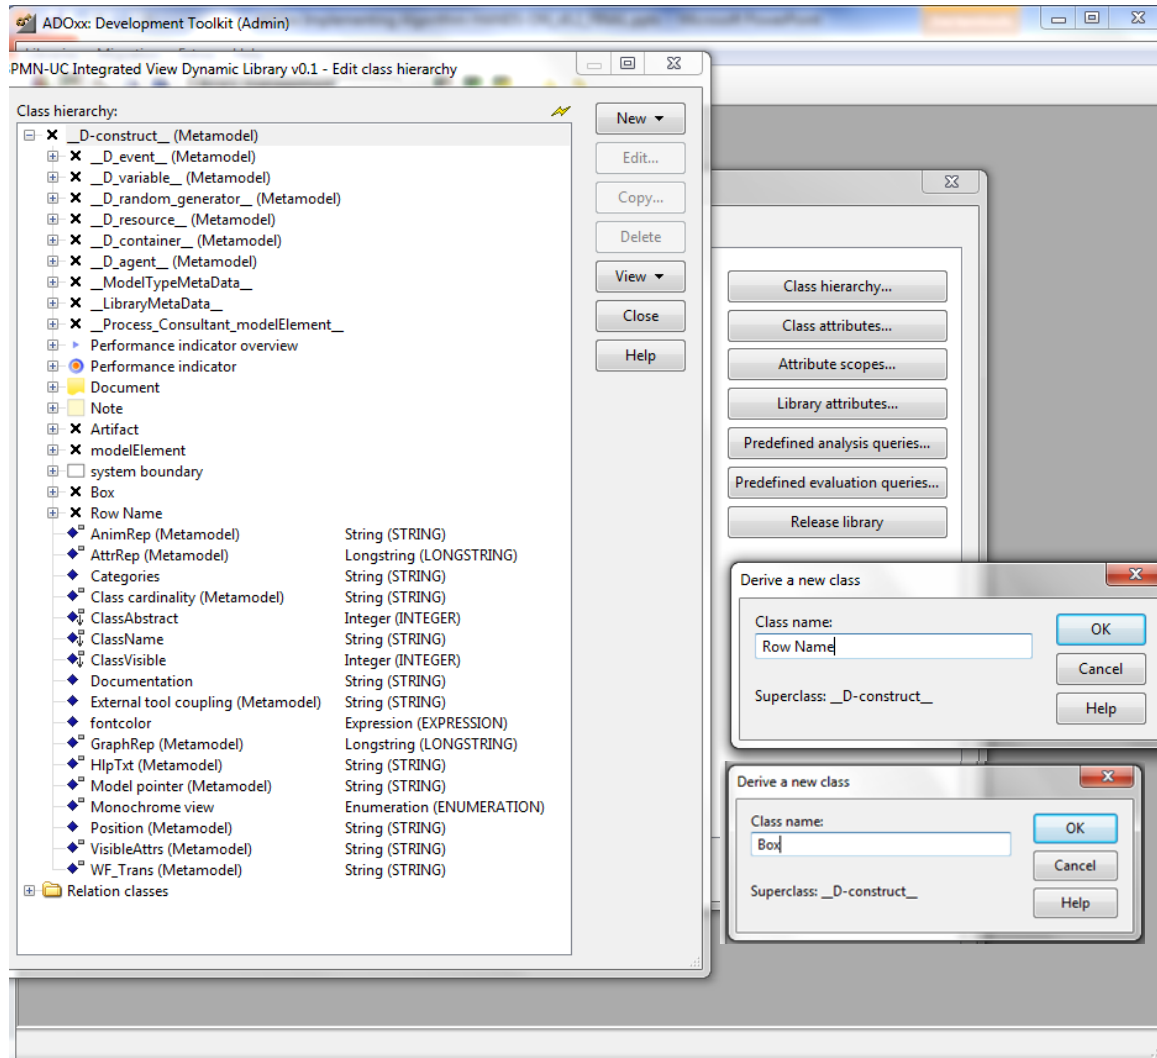 ADOxx: Development Toolkit (Admin)
PMN-UC Integrated View Dynamic Library v0.1 - Edit class hierarchy
Class hierarchy:
__D-construct__ (Metamodel)
__D_event__ (Metamodel)
__D_variable__ (Metamodel)
__D_random_generator__ (Metamodel)
__D_resource__ (Metamodel)
__D_container__ (Metamodel)
__D_agent__ (Metamodel)
__ModelTypeMetaData__
__LibraryMetaData__
__Process_Consultant_modelElement__
Performance indicator overview
Performance indicator
Document
Note
Artifact
modelElement
system boundary
Box
Row Name
AnimRep (Metamodel) String (STRING)
AttrRep (Metamodel) Longstring (LONGSTRING)
Categories String (STRING)
Class cardinality (Metamodel) String (STRING)
ClassAbstract Integer (INTEGER)
ClassName String (STRING)
ClassVisible Integer (INTEGER)
Documentation String (STRING)
External tool coupling (Metamodel) String (STRING)
fontcolor Expression (EXPRESSION)
GraphRep (Metamodel) Longstring (LONGSTRING)
HlpTxt (Metamodel) String (STRING)
Model pointer (Metamodel) String (STRING)
Monochrome view Enumeration (ENUMERATION)
Position (Metamodel) String (STRING)
VisibleAttrs (Metamodel) String (STRING)
WF_Trans (Metamodel) String (STRING)
Relation classes
New
Edit...
Copy...
Delete
View
Close
Help
Class hierarchy...
Class attributes...
Attribute scopes...
Library attributes...
Predefined analysis queries...
Predefined evaluation queries...
Release library
Derive a new class
Class name:
Row Name
Superclass: __D-construct__
OK
Cancel
Help
Derive a new class
Class name:
Box
Superclass: __D-construct__
OK
Cancel
Help